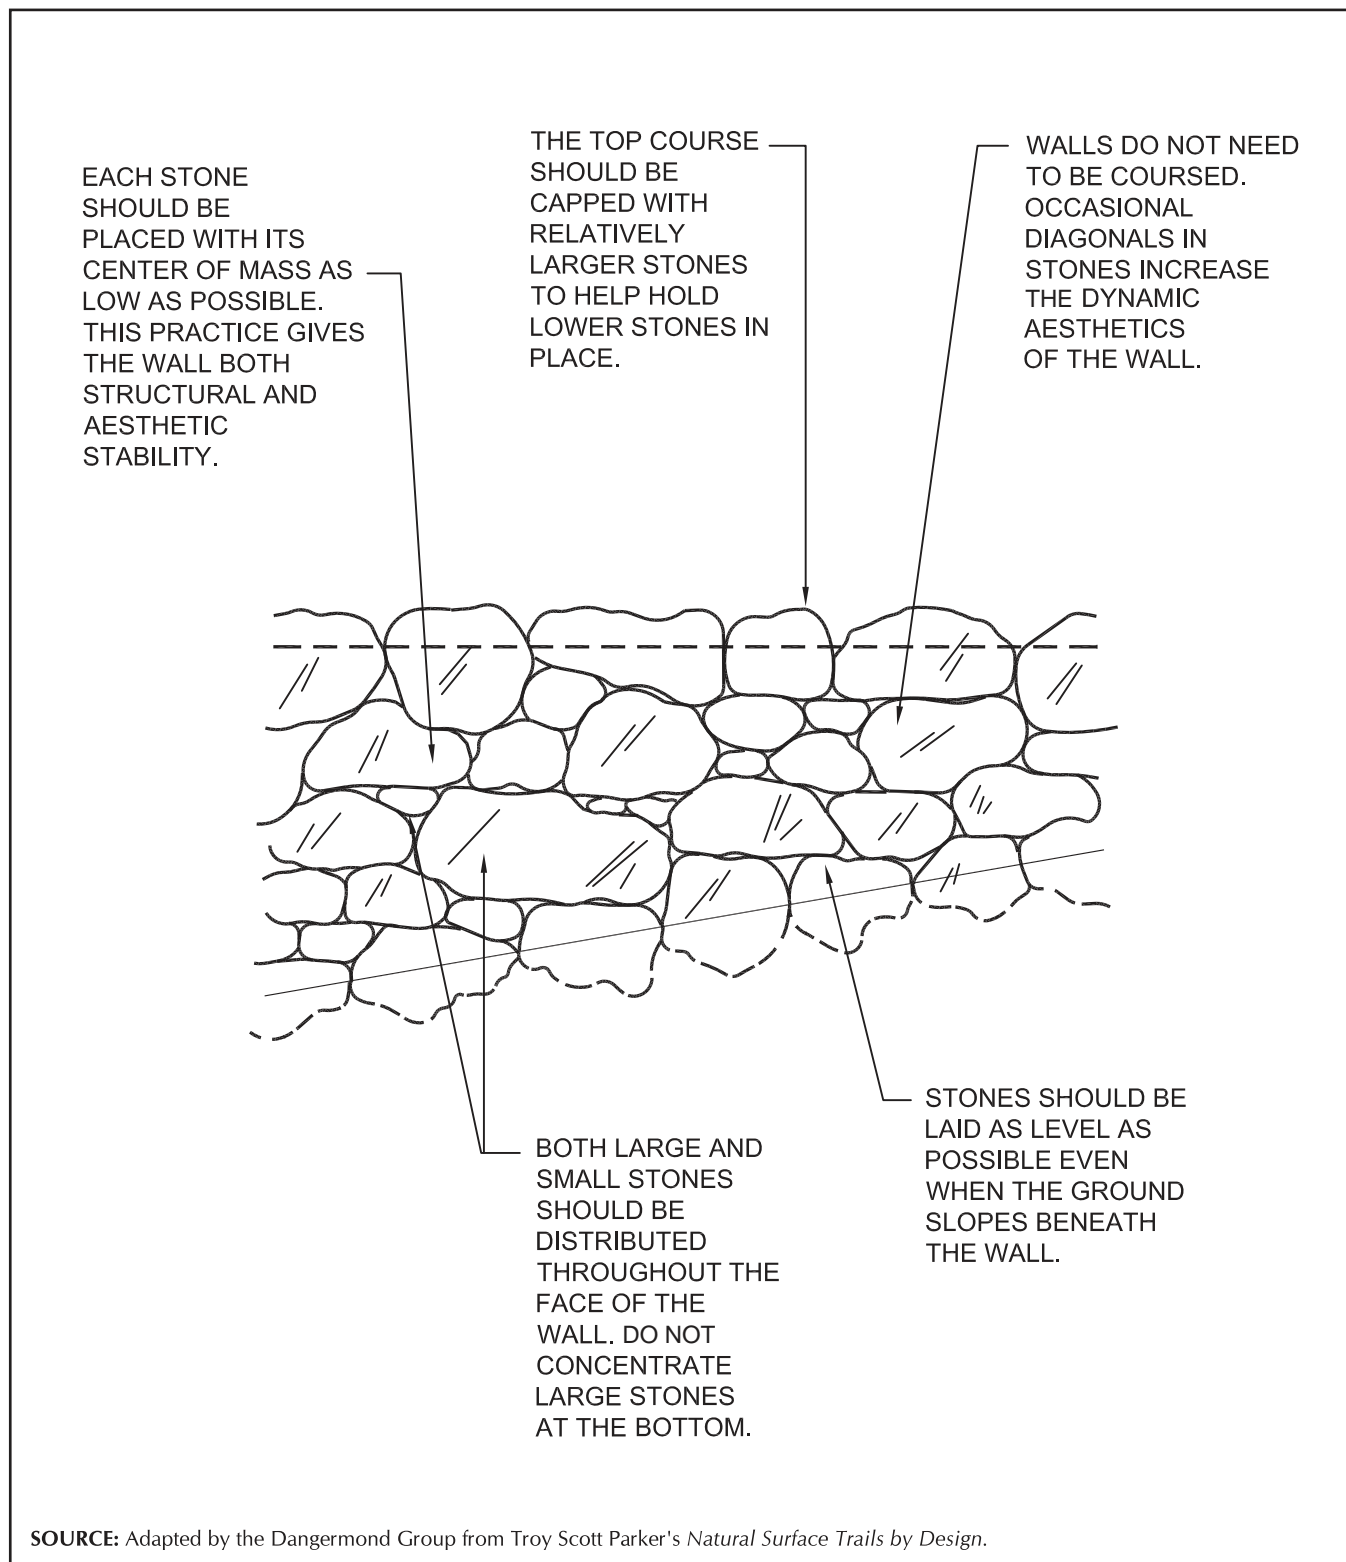 EACH STONE
SHOULD BE
PLACED WITH ITS
CENTER OF MASS AS
LOW AS POSSIBLE.
THIS PRACTICE GIVES
THE WALL BOTH
STRUCTURAL AND
AESTHETIC
STABILITY.
THE TOP COURSE
SHOULD BE
CAPPED WITH
RELATIVELY
LARGER STONES
TO HELP HOLD
LOWER STONES IN
PLACE.
WALLS DO NOT NEED
TO BE COURSED.
OCCASIONAL
DIAGONALS IN
STONES INCREASE
THE DYNAMIC
AESTHETICS
OF THE WALL.
BOTH LARGE AND
SMALL STONES
SHOULD BE
DISTRIBUTED
THROUGHOUT THE
FACE OF THE
WALL. DO NOT
CONCENTRATE
LARGE STONES
AT THE BOTTOM.
STONES SHOULD BE
LAID AS LEVEL AS
POSSIBLE EVEN
WHEN THE GROUND
SLOPES BENEATH
THE WALL.
SOURCE: Adapted by the Dangermond Group from Troy Scott Parker's Natural Surface Trails by Design.